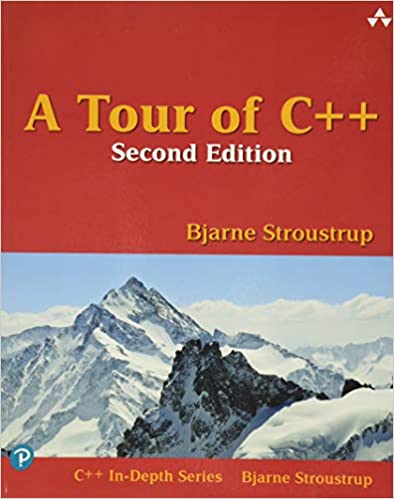 A Tour of C++
Second Edition
Bjarne Stroustrup
P
C++ In-Depth Series Bjarne Stroustrup